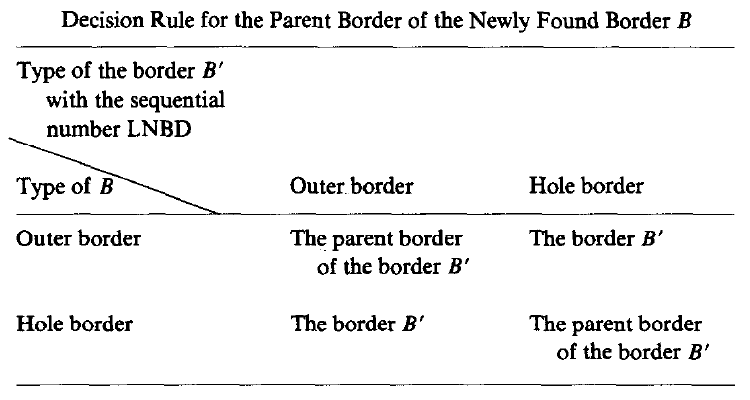 Decision Rule for the Parent Border of the Newly Found Border B
Type of the border B′
with the sequential
number LNBD
Type of B Outer border Hole border
Outer border The parent border The border B′
of the border B′
Hole border The border B′ The parent border
of the border B′